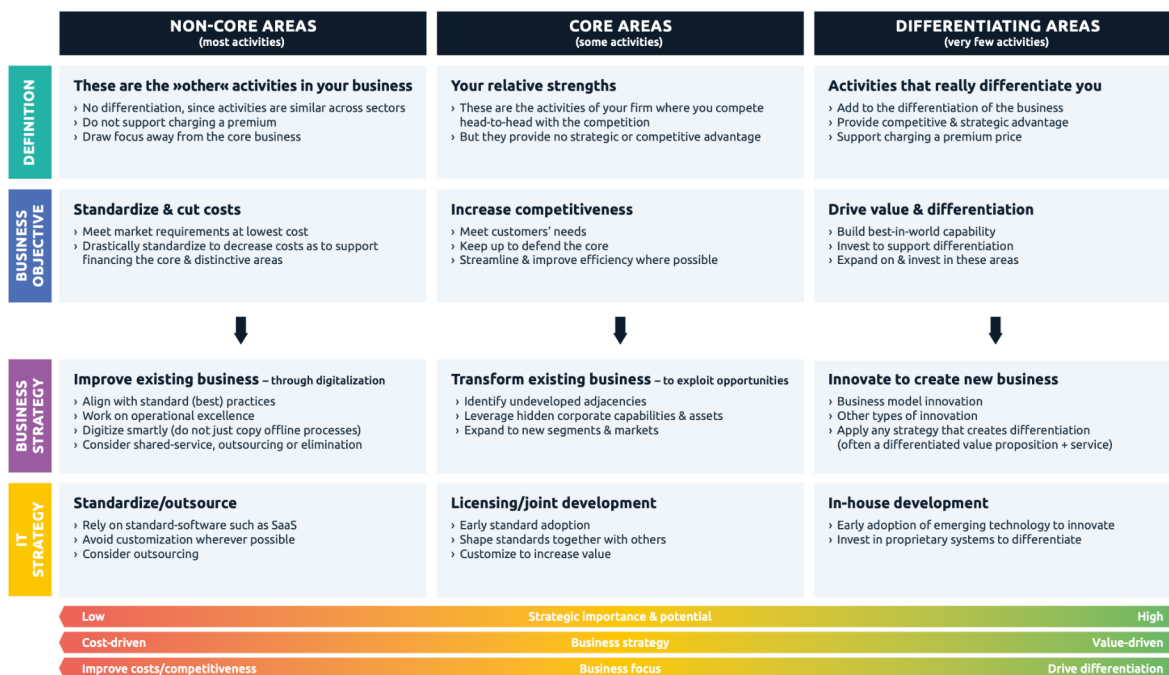 NON-CORE AREAS
(most activities)
CORE AREAS
(some activities)
DIFFERENTIATING AREAS
(very few activities)
DEFINITION
These are the »other« activities in your business
› No differentiation, since activities are similar across sectors
› Do not support charging a premium
› Draw focus away from the core business
Your relative strengths
› These are the activities of your firm where you compete
head-to-head with the competition
› But they provide no strategic or competitive advantage
Activities that really differentiate you
› Add to the differentiation of the business
› Provide competitive & strategic advantage
› Support charging a premium price
BUSINESS
OBJECTIVE
Standardize & cut costs
› Meet market requirements at lowest cost
› Drastically standardize to decrease costs as to support
financing the core & distinctive areas
Increase competitiveness
› Meet customers’ needs
› Keep up to defend the core
› Streamline & improve efficiency where possible
Drive value & differentiation
› Build best-in-world capability
› Invest to support differentiation
› Expand on & invest in these areas
BUSINESS
STRATEGY
Improve existing business – through digitalization
› Align with standard (best) practices
› Work on operational excellence
› Digitize smartly (do not just copy offline processes)
› Consider shared-service, outsourcing or elimination
Transform existing business – to exploit opportunities
› Identify undeveloped adjacencies
› Leverage hidden corporate capabilities & assets
› Expand to new segments & markets
Innovate to create new business
› Business model innovation
› Other types of innovation
› Apply any strategy that creates differentiation
(often a differentiated value proposition + service)
IT
STRATEGY
Standardize/outsource
› Rely on standard-software such as SaaS
› Avoid customization wherever possible
› Consider outsourcing
Licensing/joint development
› Early standard adoption
› Shape standards together with others
› Customize to increase value
In-house development
› Early adoption of emerging technology to innovate
› Invest in proprietary systems to differentiate
Low Strategic importance & potential High
Cost-driven Business strategy Value-driven
Improve costs/competitiveness Business focus Drive differentiation